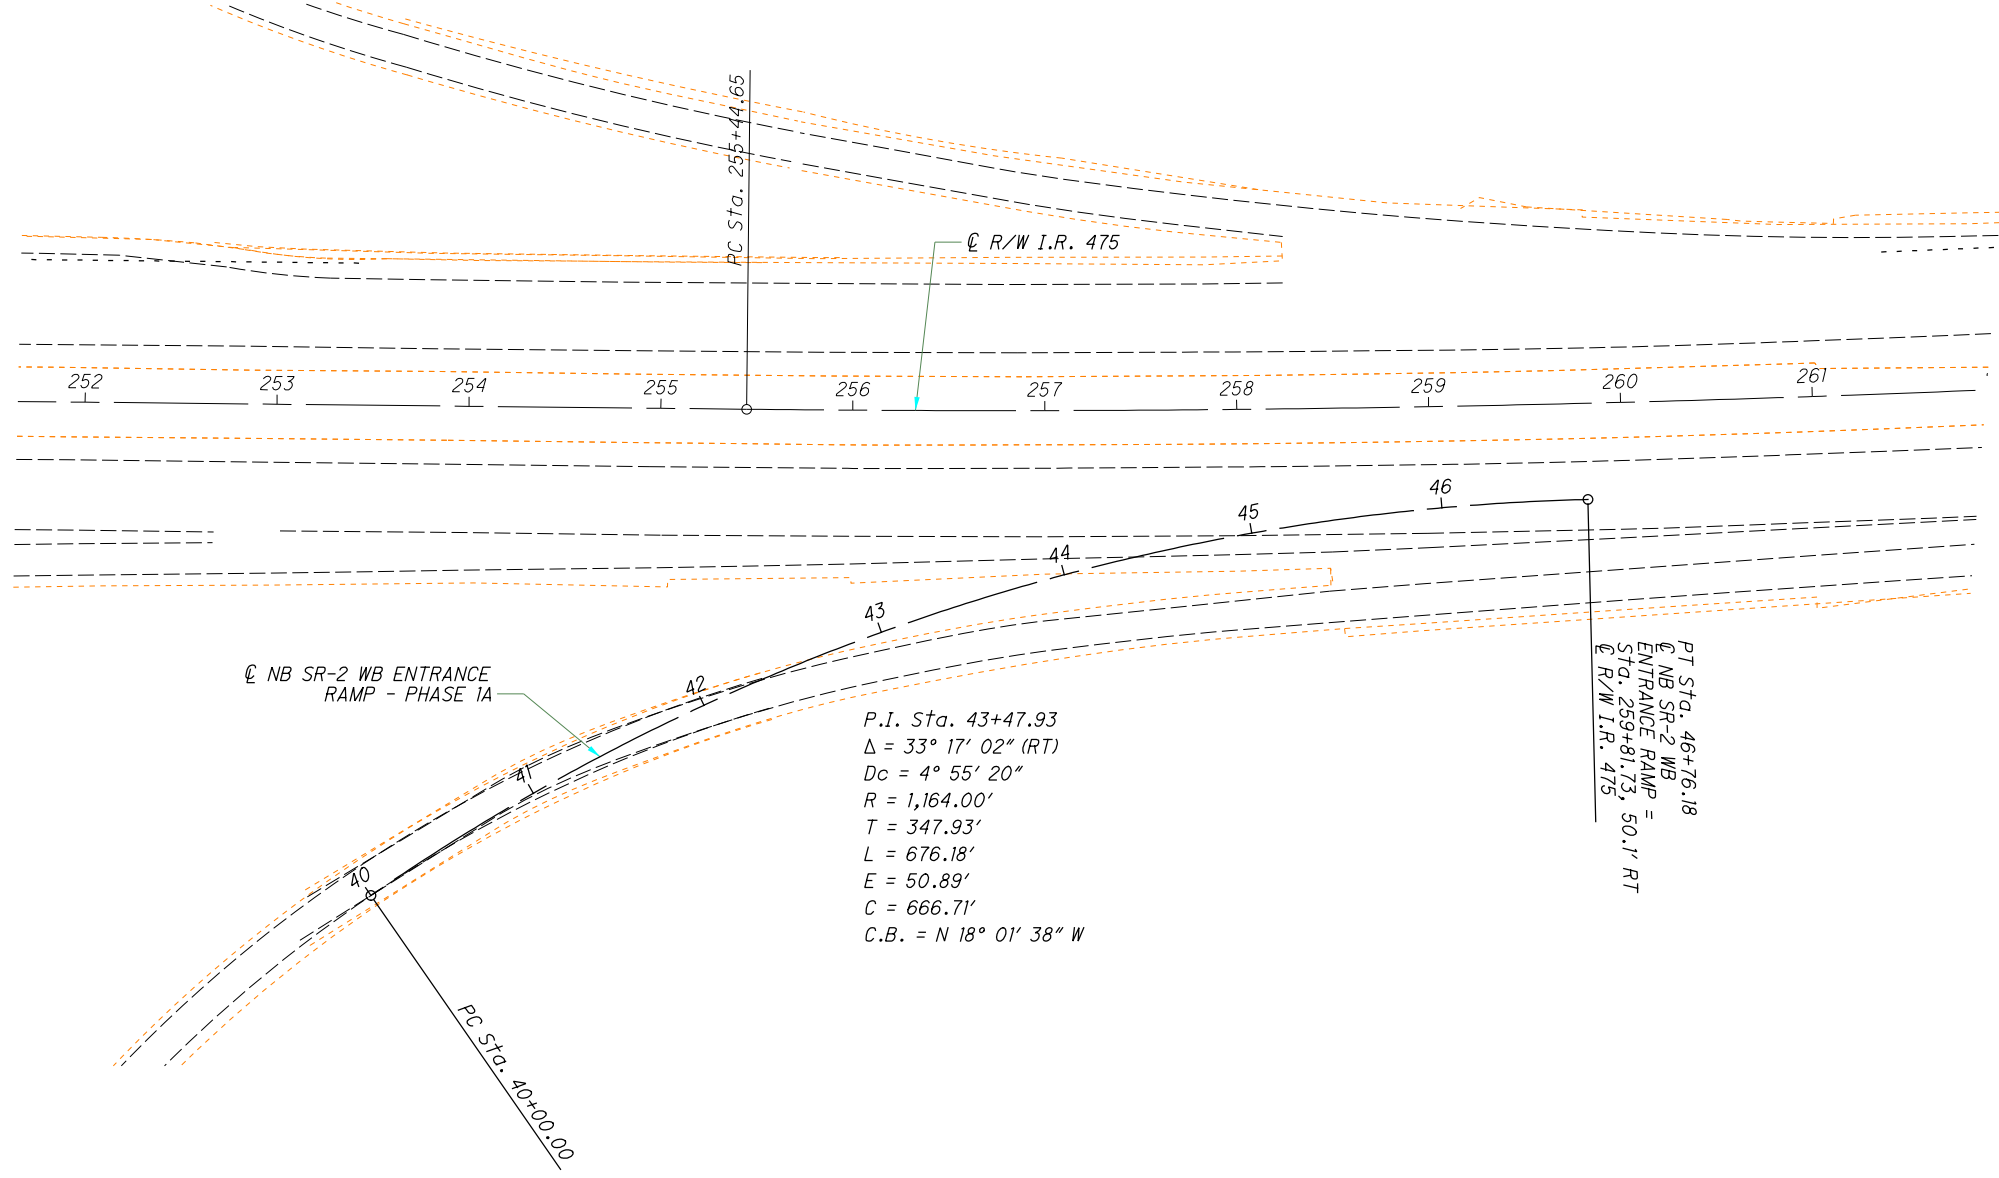 PC Sta. 255+44.65
℄ R/W I.R. 475
252 253 254 255 256 257 258 259 260 261
40 41 42 43 44 45 46
℄ NB SR-2 WB ENTRANCE
RAMP - PHASE 1A
P.I. Sta. 43+47.93
Δ = 33° 17' 02" (RT)
Dc = 4° 55' 20"
R = 1,164.00'
T = 347.93'
L = 676.18'
E = 50.89'
C = 666.71'
C.B. = N 18° 01' 38" W
PT Sta. 46+76.18
℄ NB SR-2 WB
ENTRANCE RAMP =
Sta. 259+81.73, 50.1' RT
℄ R/W I.R. 475
PC Sta. 40+00.00